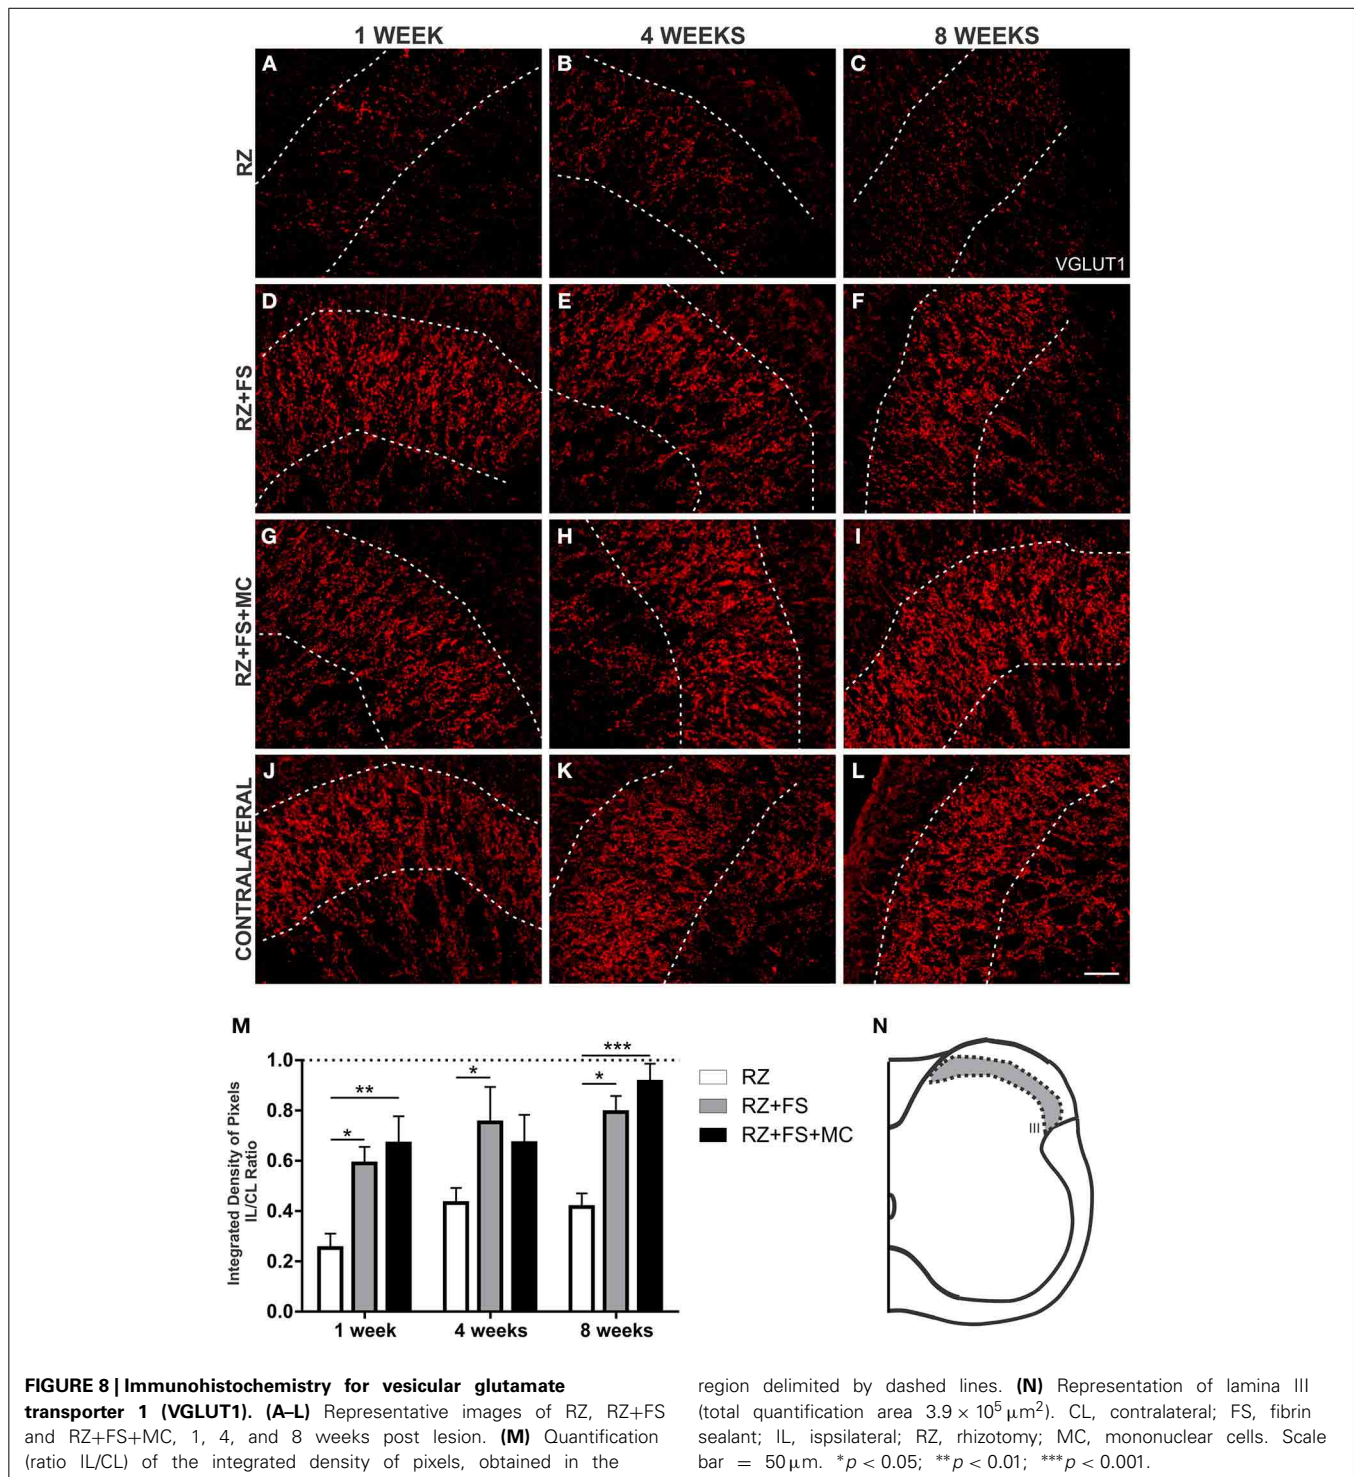 1 WEEK 4 WEEKS 8 WEEKS
A B C
RZ
VGLUT1
D E F
RZ+FS
G H I
RZ+FS+MC
J K L
CONTRALATERAL
M N
Integrated Density of Pixels
IL/CL Ratio
1.0
0.8
0.6
0.4
0.2
0.0
* **
*
* ***
1 week 4 weeks 8 weeks
RZ
RZ+FS
RZ+FS+MC
III
FIGURE 8 | Immunohistochemistry for vesicular glutamate
transporter 1 (VGLUT1). (A–L) Representative images of RZ, RZ+FS
and RZ+FS+MC, 1, 4, and 8 weeks post lesion. (M) Quantification
(ratio IL/CL) of the integrated density of pixels, obtained in the
region delimited by dashed lines. (N) Representation of lamina III
(total quantification area 3.9 × 10⁵ μm²). CL, contralateral; FS, fibrin
sealant; IL, ispsilateral; RZ, rhizotomy; MC, mononuclear cells. Scale
bar = 50 μm. *p < 0.05; **p < 0.01; ***p < 0.001.